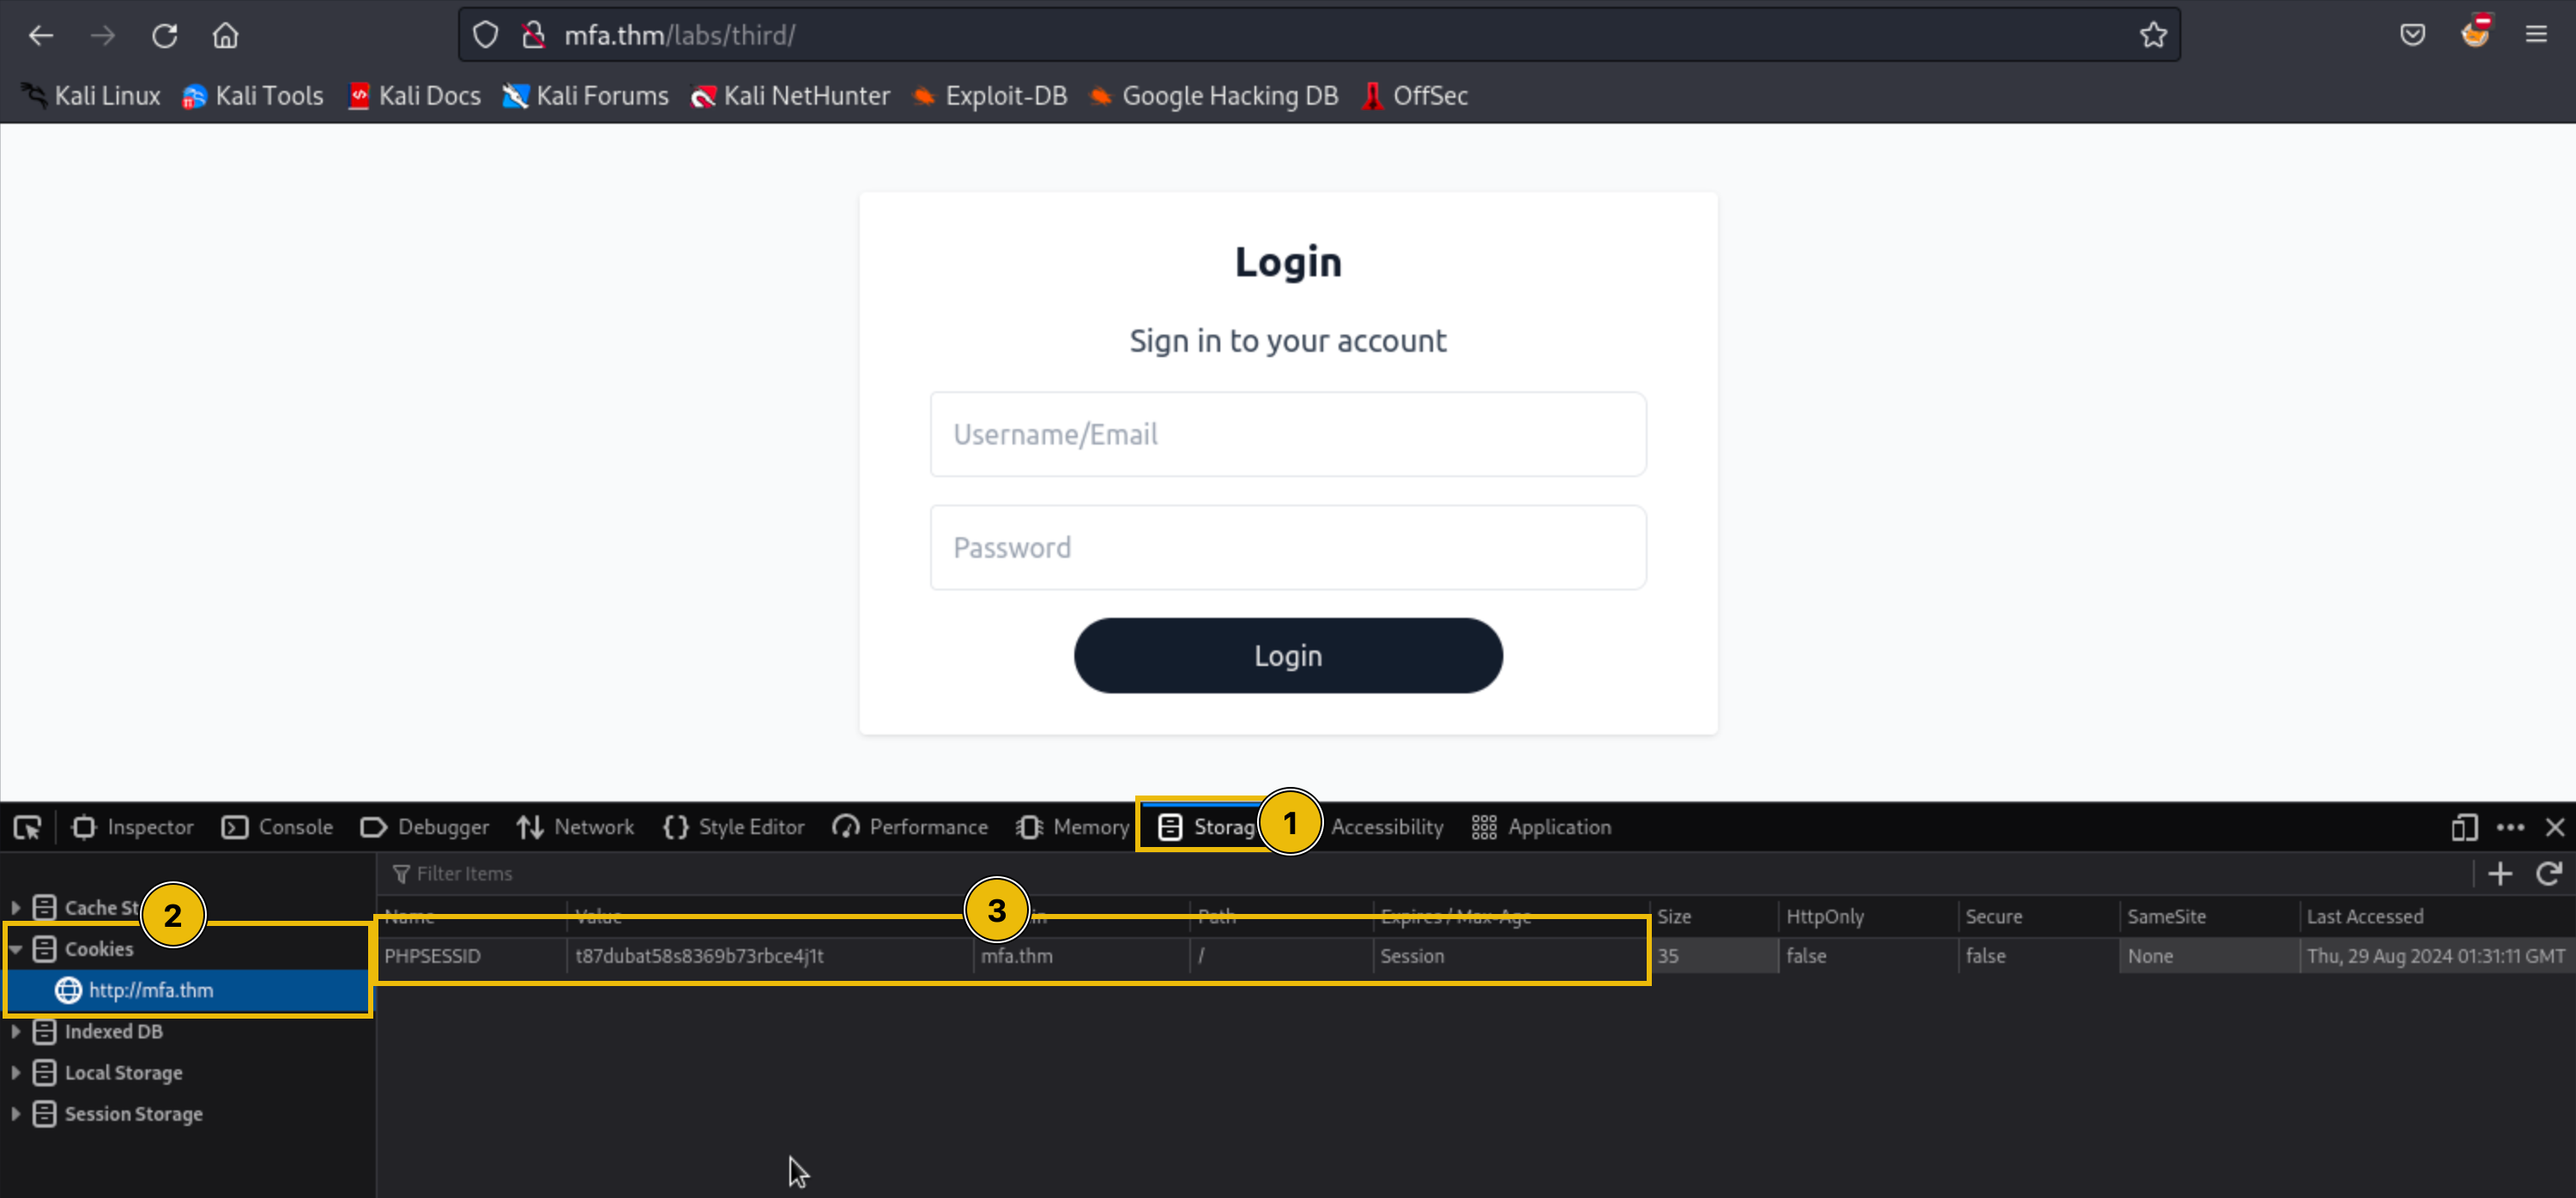 mfa.thm/labs/third/
Kali Linux Kali Tools Kali Docs Kali Forums Kali NetHunter Exploit-DB Google Hacking DB OffSec
Login
Sign in to your account
Username/Email
Password
Login
Inspector Console Debugger Network Style Editor Performance Memory Storag 1 Accessibility Application
Filter Items
Cache St 2
Name Value 3 in Path Expires / Max-Age Size HttpOnly Secure SameSite Last Accessed
Cookies
PHPSESSID t87dubat58s8369b73rbce4j1t mfa.thm / Session 35 false false None Thu, 29 Aug 2024 01:31:11 GMT
http://mfa.thm
Indexed DB
Local Storage
Session Storage